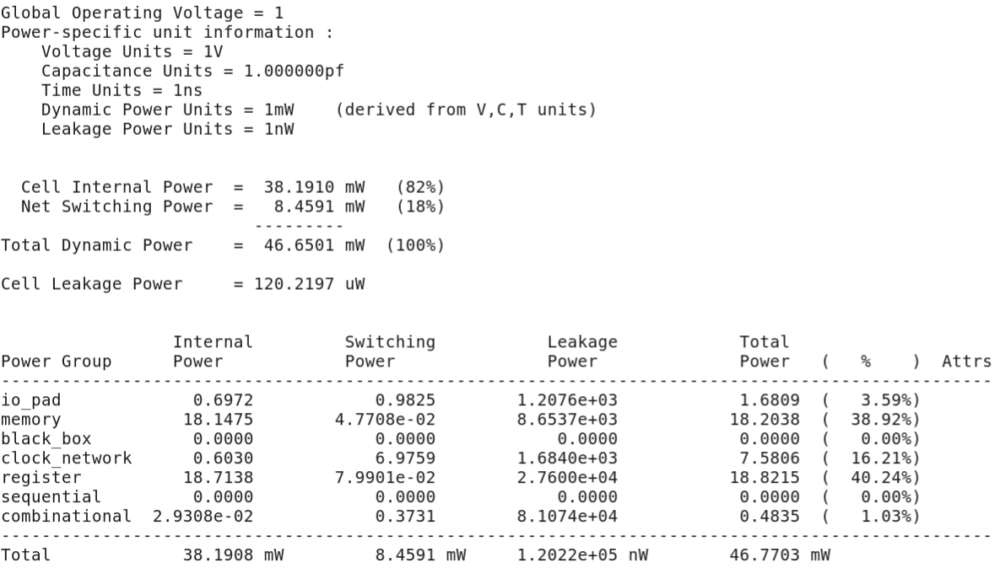 Global Operating Voltage = 1
Power-specific unit information :
    Voltage Units = 1V
    Capacitance Units = 1.000000pf
    Time Units = 1ns
    Dynamic Power Units = 1mW    (derived from V,C,T units)
    Leakage Power Units = 1nW


  Cell Internal Power  =  38.1910 mW   (82%)
  Net Switching Power  =   8.4591 mW   (18%)
                         ---------
Total Dynamic Power    =  46.6501 mW  (100%)

Cell Leakage Power     = 120.2197 uW


                 Internal         Switching           Leakage            Total
Power Group      Power            Power               Power              Power   (   %    )  Attrs
--------------------------------------------------------------------------------------------------
io_pad             0.6972            0.9825        1.2076e+03            1.6809  (   3.59%)
memory            18.1475        4.7708e-02        8.6537e+03           18.2038  (  38.92%)
black_box          0.0000            0.0000            0.0000            0.0000  (   0.00%)
clock_network      0.6030            6.9759        1.6840e+03            7.5806  (  16.21%)
register          18.7138        7.9901e-02        2.7600e+04           18.8215  (  40.24%)
sequential         0.0000            0.0000            0.0000            0.0000  (   0.00%)
combinational  2.9308e-02            0.3731        8.1074e+04            0.4835  (   1.03%)
--------------------------------------------------------------------------------------------------
Total             38.1908 mW         8.4591 mW     1.2022e+05 nW        46.7703 mW